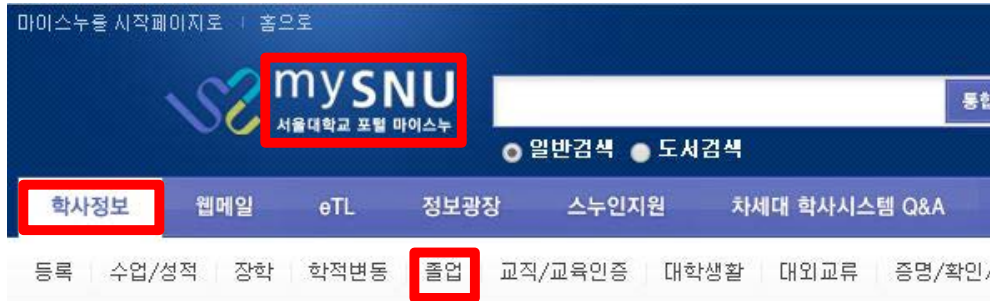 마이스누를 시작페이지로 | 홈으로
mySNU
서울대학교 포털 마이스누
일반검색 도서검색
학사정보 웹메일 eTL 정보광장 스누인지원 차세대 학사시스템 Q&A
등록 수업/성적 장학 학적변동 졸업 교직/교육인증 대학생활 대외교류 증명/확인/